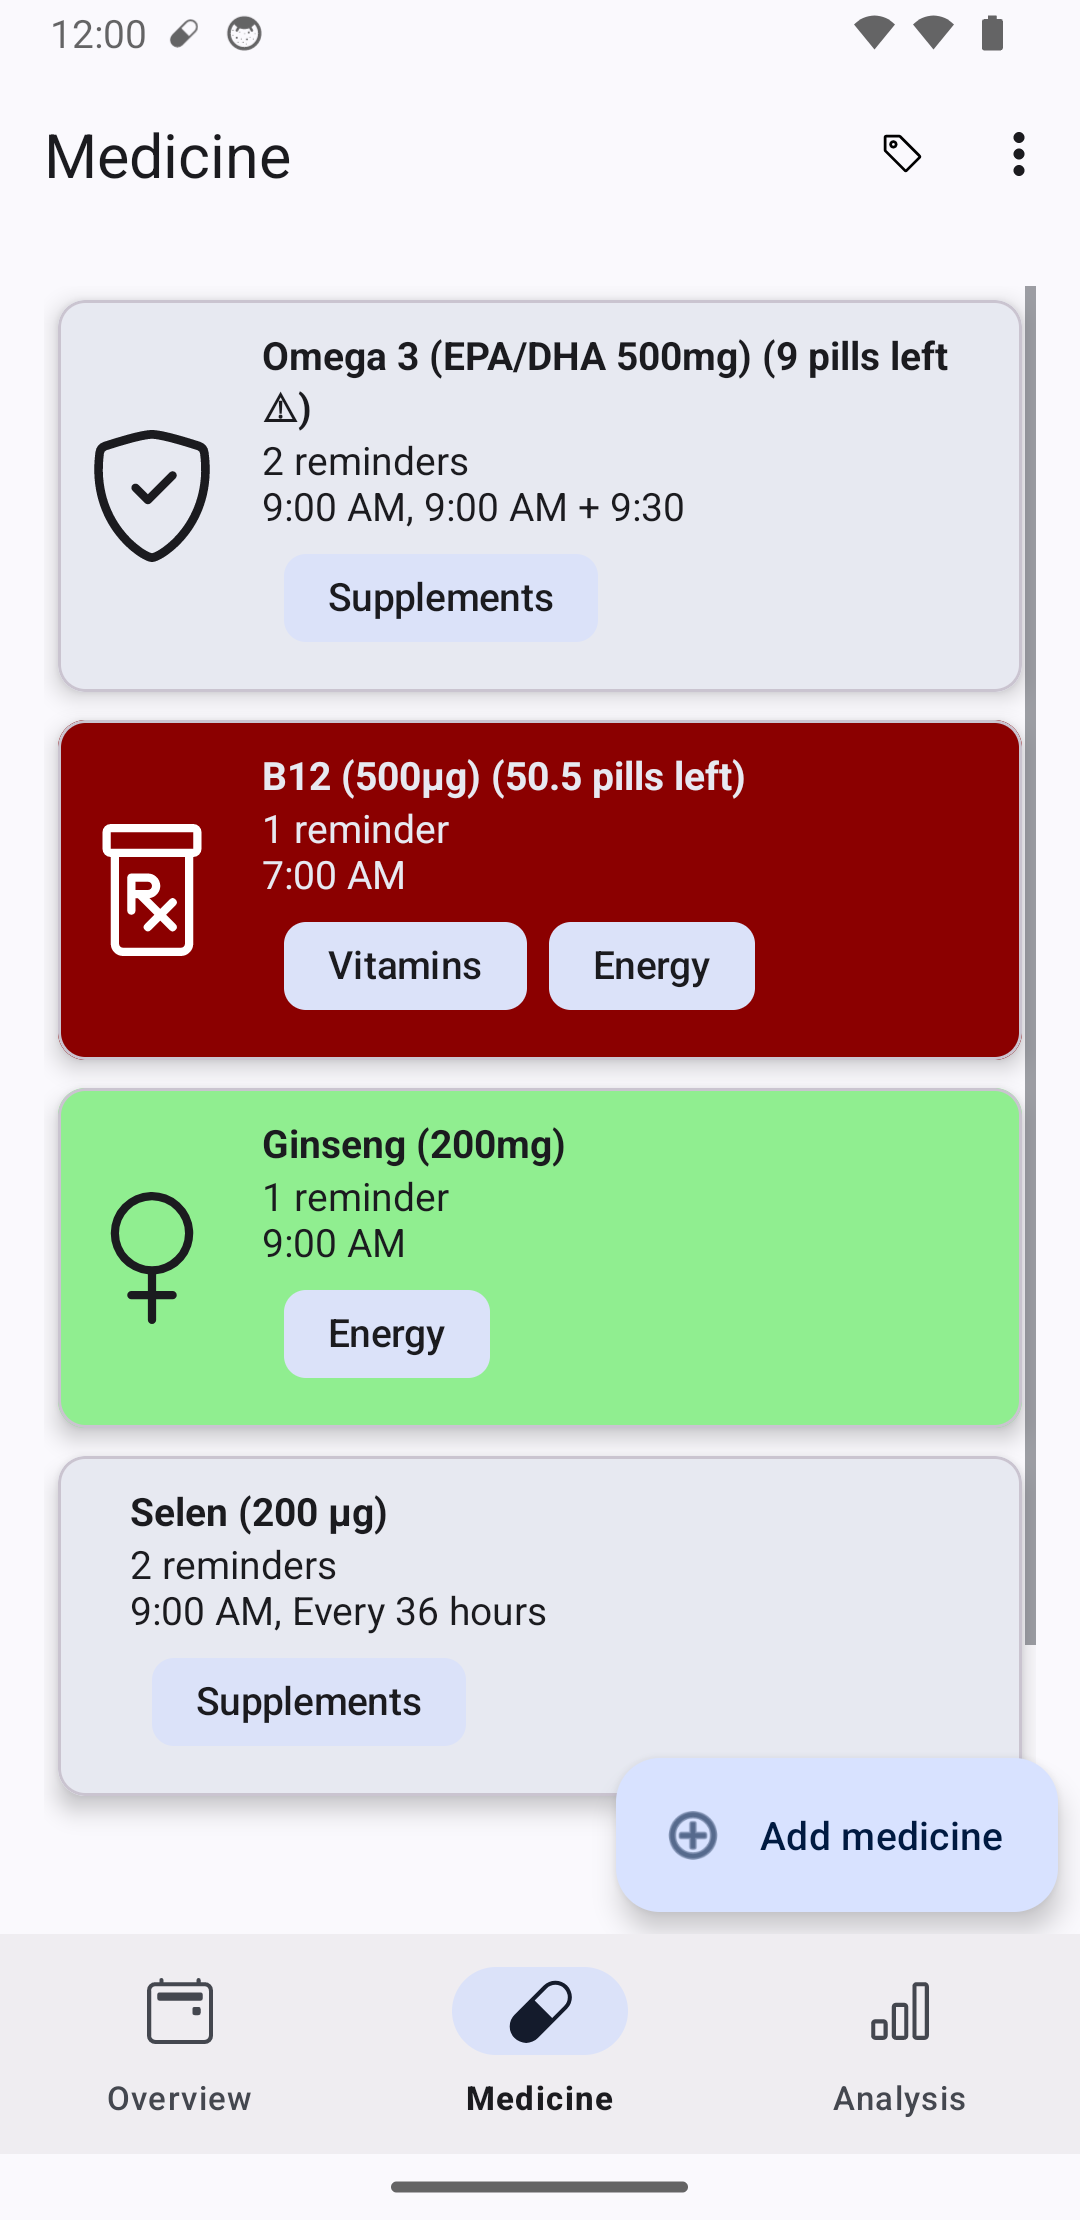 12:00
Medicine
Omega 3 (EPA/DHA 500mg) (9 pills left
⚠)
2 reminders
9:00 AM, 9:00 AM + 9:30
Supplements
B12 (500µg) (50.5 pills left)
1 reminder
7:00 AM
Rx
Vitamins Energy
Ginseng (200mg)
1 reminder
9:00 AM
Energy
Selen (200 µg)
2 reminders
9:00 AM, Every 36 hours
Supplements
Add medicine
Overview Medicine Analysis